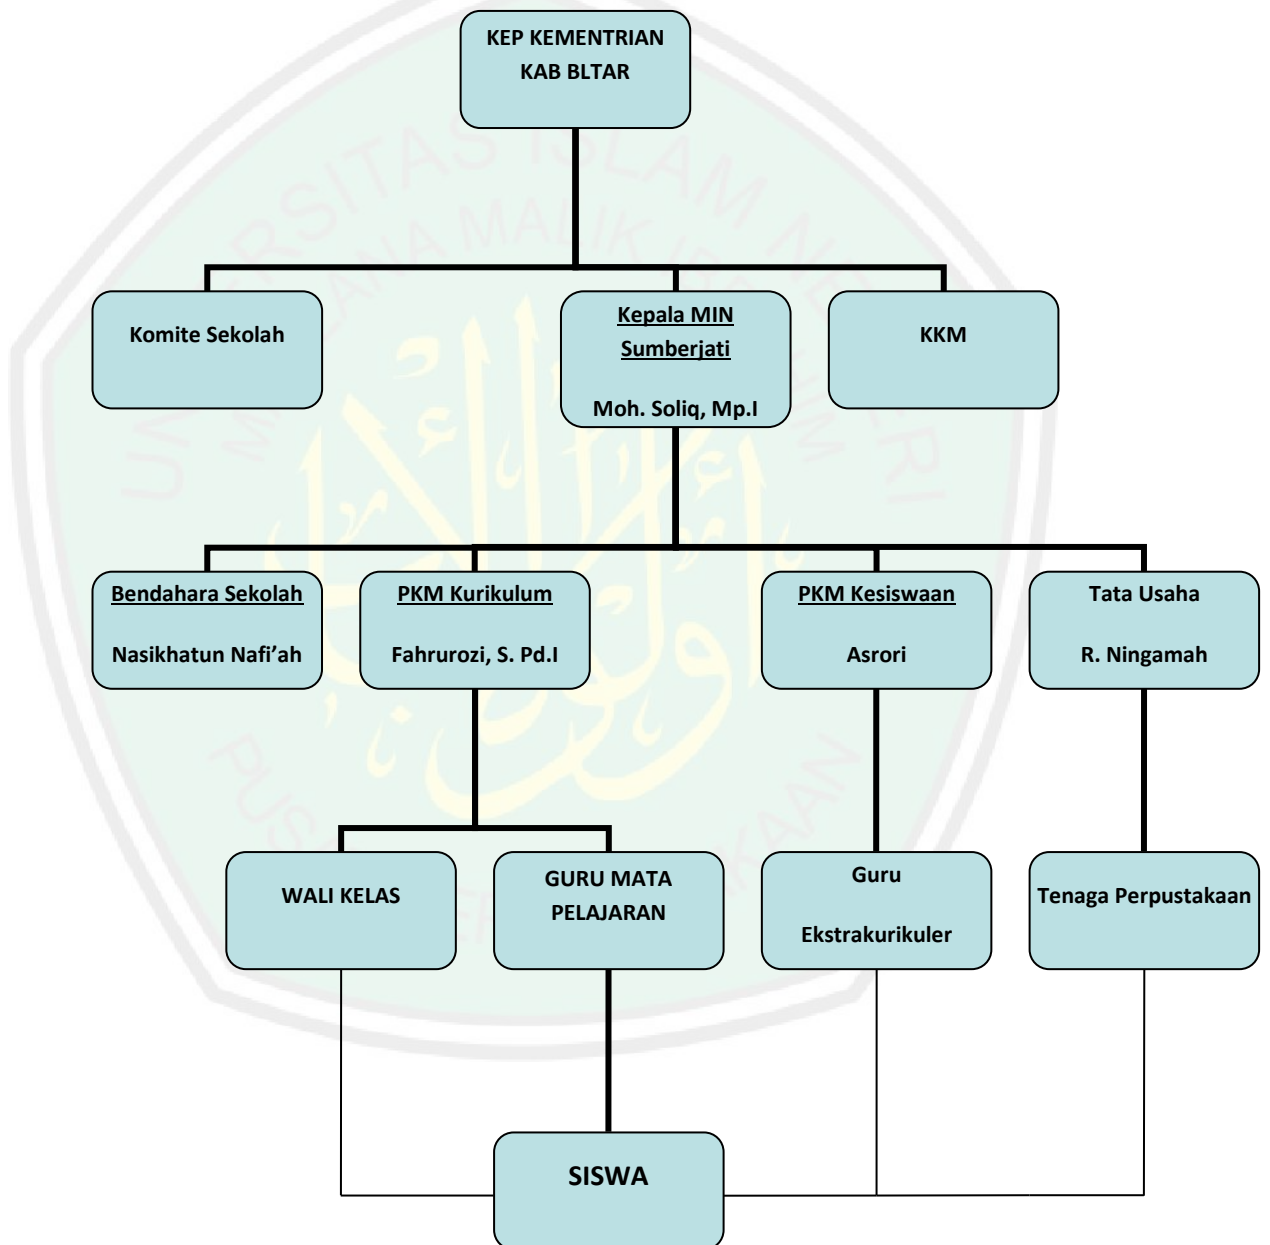 KEP KEMENTRIAN
KAB BLTAR
Komite Sekolah
Kepala MIN
Sumberjati
Moh. Soliq, Mp.I
KKM
Bendahara Sekolah
Nasikhatun Nafi’ah
PKM Kurikulum
Fahrurozi, S. Pd.I
PKM Kesiswaan
Asrori
Tata Usaha
R. Ningamah
WALI KELAS
GURU MATA
PELAJARAN
Guru
Ekstrakurikuler
Tenaga Perpustakaan
SISWA